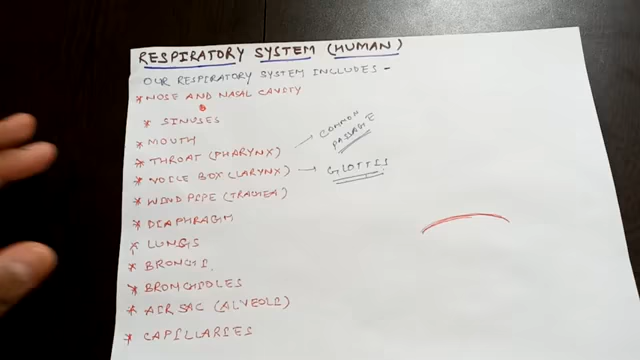 RESPIRATORY SYSTEM (HUMAN)
OUR RESPIRATORY SYSTEM INCLUDES -
* NOSE AND NASAL CAVITY
* SINUSES
* MOUTH
* THROAT (PHARYNX) → COMMON PASSAGE
* VOICE BOX (LARYNX) → GLOTTIS
* WIND PIPE (TRACHEA)
* DIAPHRAGM
* LUNGS
* BRONCHI
* BRONCHIOLES
* AIR SAC (ALVEOLI)
* CAPILLARIES